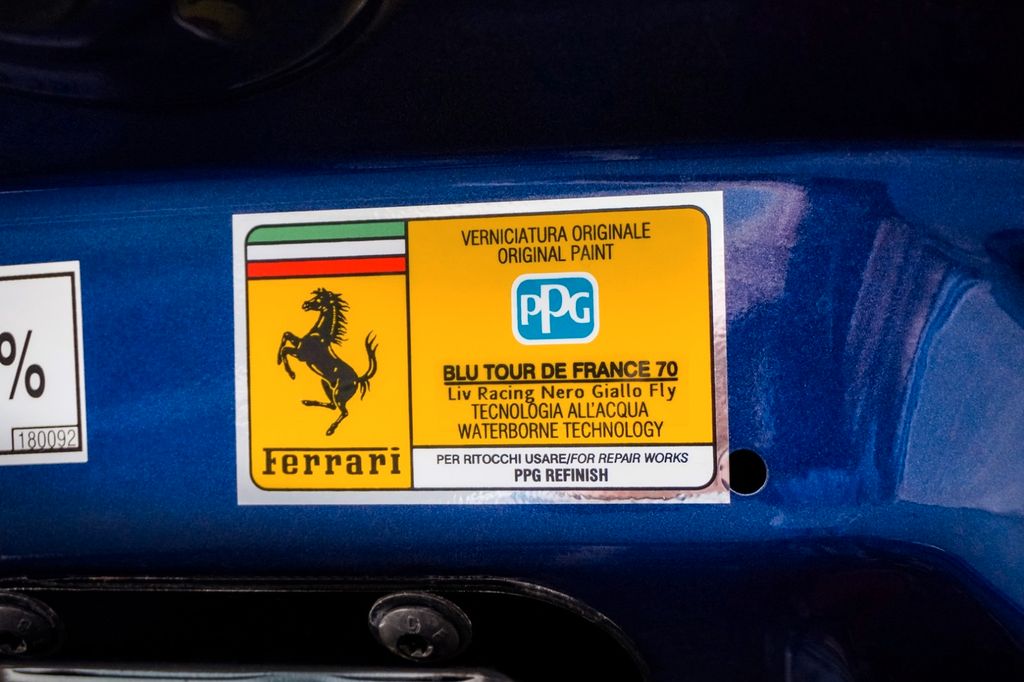 %
180092
Ferrari
VERNICIATURA ORIGINALE
ORIGINAL PAINT
PPG
BLU TOUR DE FRANCE 70
Liv Racing Nero Giallo Fly
TECNOLOGIA ALL'ACQUA
WATERBORNE TECHNOLOGY
PER RITOCCHI USARE/FOR REPAIR WORKS
PPG REFINISH